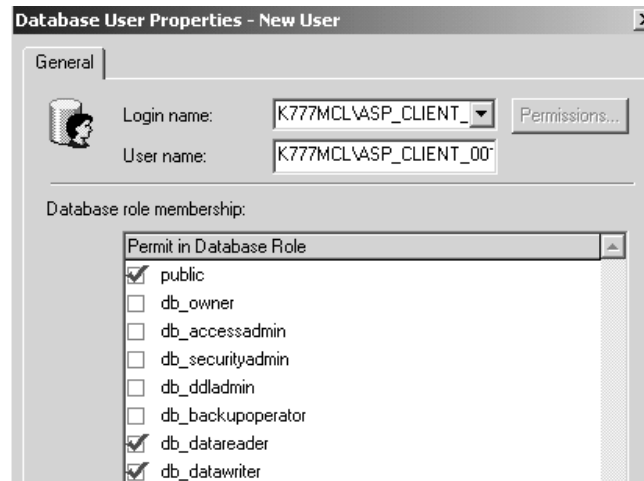 Database User Properties - New User
General
Login name: K777MCL\ASP_CLIENT_ Permissions...
User name: K777MCL\ASP_CLIENT_00
Database role membership:
Permit in Database Role
public
db_owner
db_accessadmin
db_securityadmin
db_ddladmin
db_backupoperator
db_datareader
db_datawriter